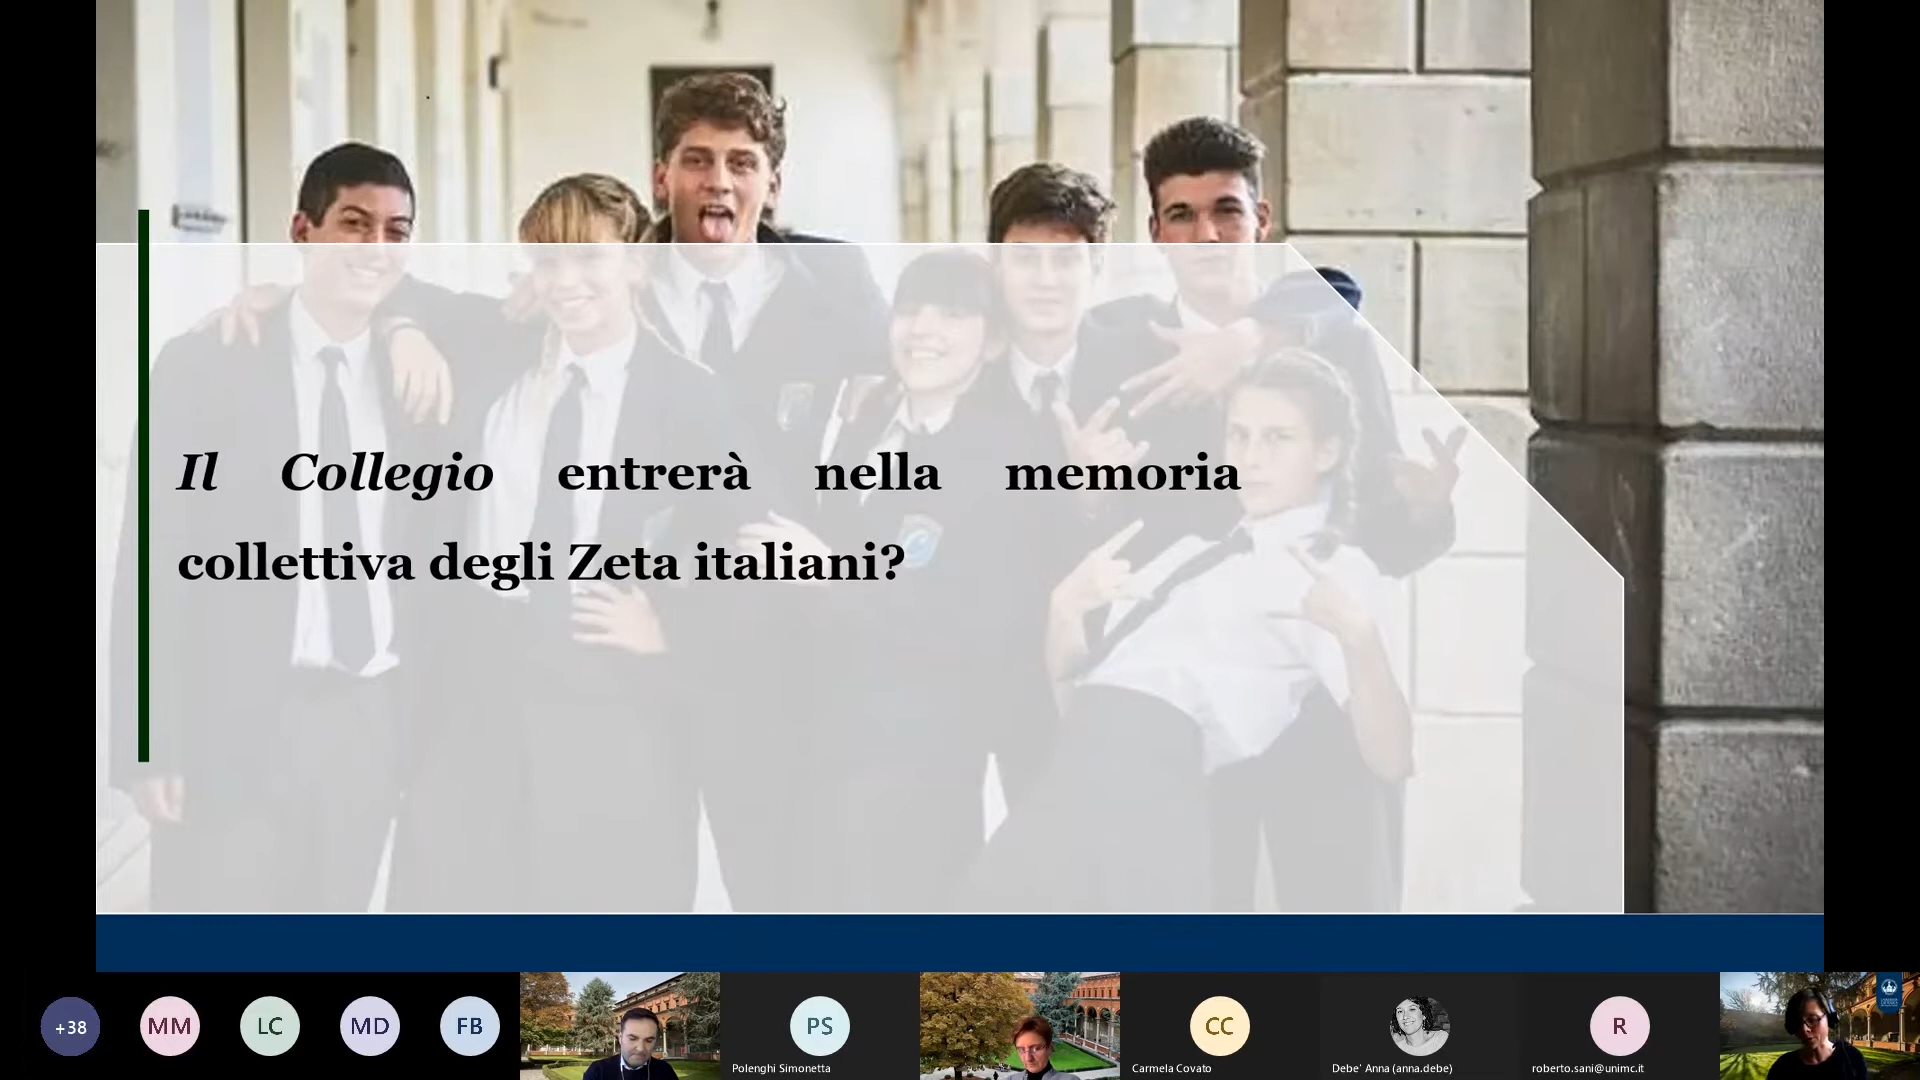 Il Collegio entrerà nella memoria
collettiva degli Zeta italiani?
+38
MM
LC
MD
FB
PS
Polenghi Simonetta
CC
Carmela Covato
Debe' Anna (anna.debe)
R
roberto.sani@unimc.it